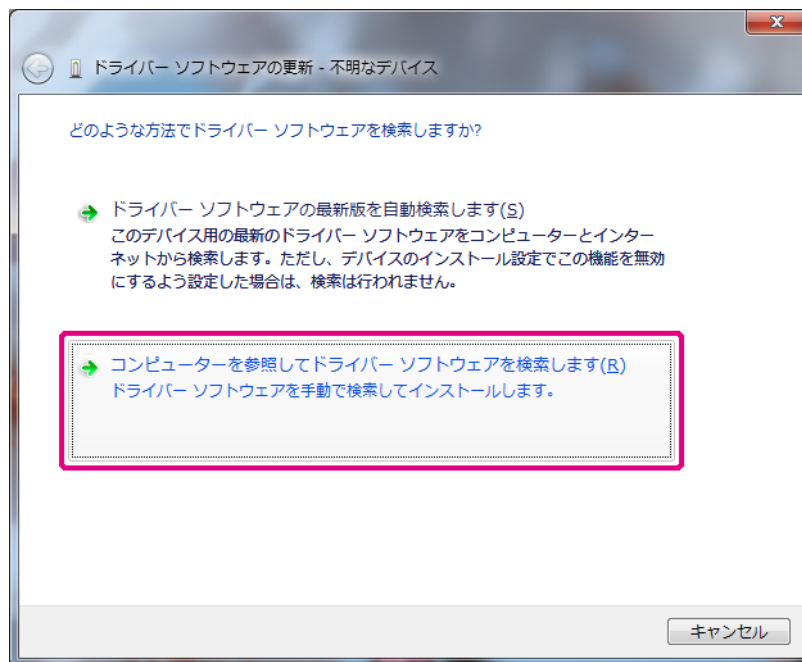 ドライバー ソフトウェアの更新 - 不明なデバイス
どのような方法でドライバー ソフトウェアを検索しますか?
ドライバー ソフトウェアの最新版を自動検索します(S)
このデバイス用の最新のドライバー ソフトウェアをコンピューターとインター
ネットから検索します。ただし、デバイスのインストール設定でこの機能を無効
にするよう設定した場合は、検索は行われません。
コンピューターを参照してドライバー ソフトウェアを検索します(R)
ドライバー ソフトウェアを手動で検索してインストールします。
キャンセル